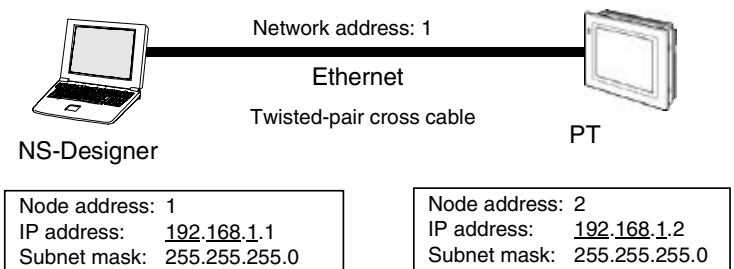 Network address: 1
Ethernet
Twisted-pair cross cable
NS-Designer
PT
Node address: 1
IP address: 192.168.1.1
Subnet mask: 255.255.255.0
Node address: 2
IP address: 192.168.1.2
Subnet mask: 255.255.255.0